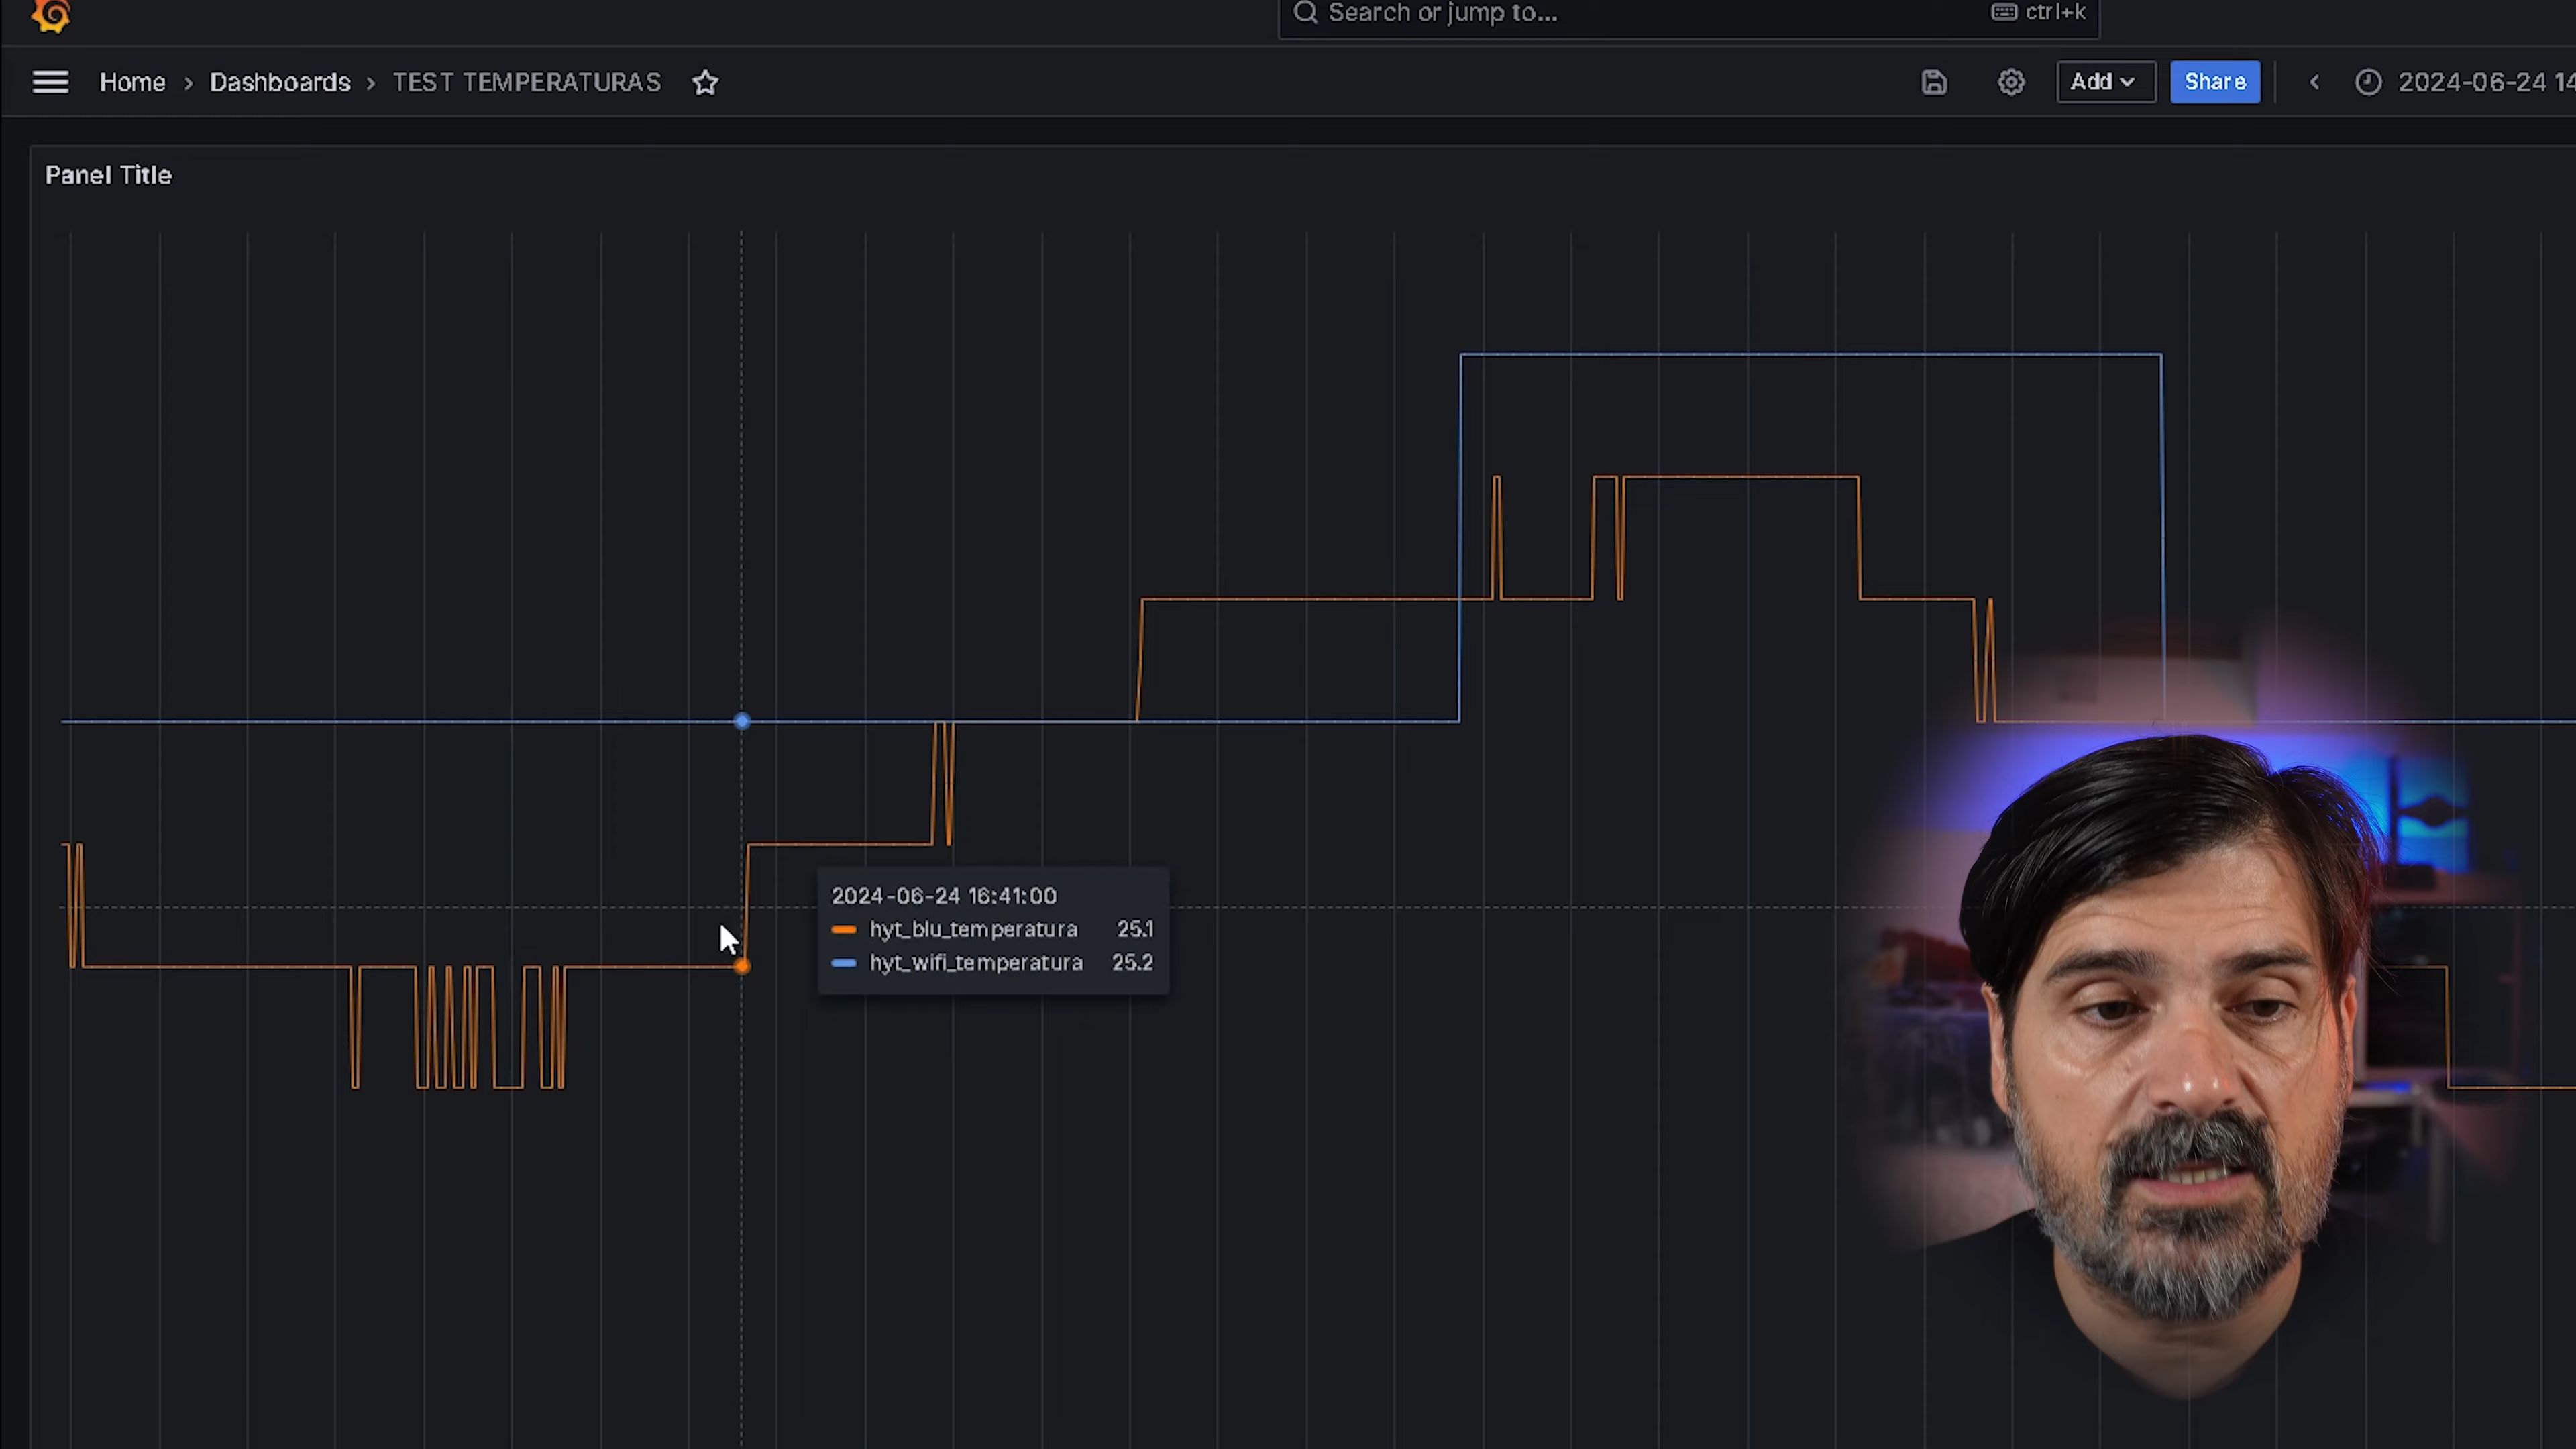 Search or jump to...
ctrl+k
Home › Dashboards › TEST TEMPERATURAS
Add
Share
2024-06-24 14
Panel Title
2024-06-24 16:41:00
hyt_blu_temperatura 25.1
hyt_wifi_temperatura 25.2